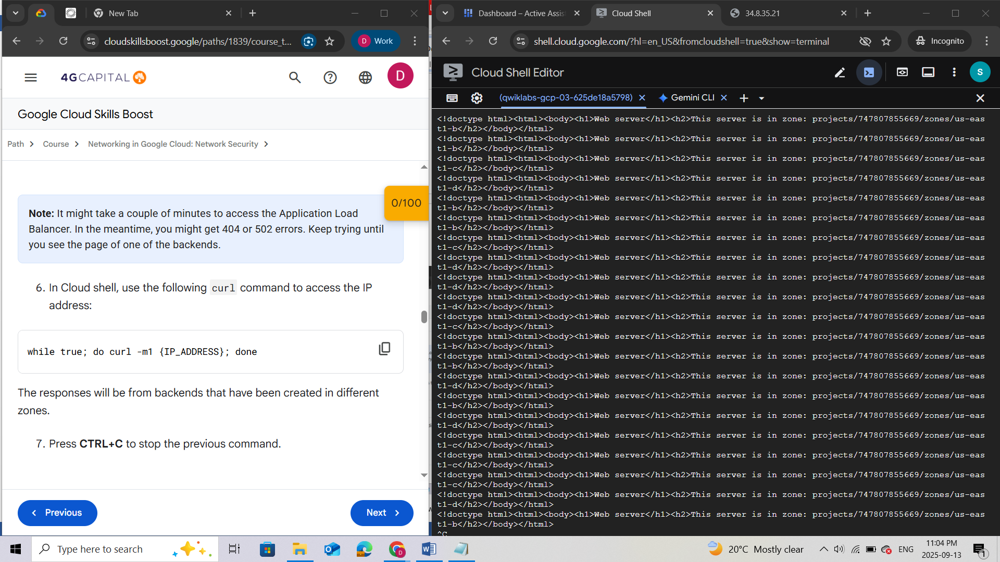 New Tab
cloudskillsboost.google/paths/1839/course_t...
D
Work
4GCAPITAL
D
Google Cloud Skills Boost
Path
Course
Networking in Google Cloud: Network Security
0/100
Note: It might take a couple of minutes to access the Application Load
Balancer. In the meantime, you might get 404 or 502 errors. Keep trying until
you see the page of one of the backends.
6. In Cloud shell, use the following curl command to access the IP
address:
while true; do curl -m1 {IP_ADDRESS}; done
The responses will be from backends that have been created in different
zones.
7. Press CTRL+C to stop the previous command.
Previous
Next
Dashboard – Active Assis
Cloud Shell
34.8.35.21
shell.cloud.google.com/?hl=en_US&fromcloudshell=true&show=terminal
Incognito
Cloud Shell Editor
S
(qwiklabs-gcp-03-625de18a5798)
Gemini CLI
<!doctype html><html><body><h1>Web server</h1><h2>This server is in zone: projects/747807855669/zones/us-eas
t1-b</h2></body></html>
<!doctype html><html><body><h1>Web server</h1><h2>This server is in zone: projects/747807855669/zones/us-eas
t1-b</h2></body></html>
<!doctype html><html><body><h1>Web server</h1><h2>This server is in zone: projects/747807855669/zones/us-eas
t1-c</h2></body></html>
<!doctype html><html><body><h1>Web server</h1><h2>This server is in zone: projects/747807855669/zones/us-eas
t1-d</h2></body></html>
<!doctype html><html><body><h1>Web server</h1><h2>This server is in zone: projects/747807855669/zones/us-eas
t1-b</h2></body></html>
<!doctype html><html><body><h1>Web server</h1><h2>This server is in zone: projects/747807855669/zones/us-eas
t1-b</h2></body></html>
<!doctype html><html><body><h1>Web server</h1><h2>This server is in zone: projects/747807855669/zones/us-eas
t1-c</h2></body></html>
<!doctype html><html><body><h1>Web server</h1><h2>This server is in zone: projects/747807855669/zones/us-eas
t1-d</h2></body></html>
<!doctype html><html><body><h1>Web server</h1><h2>This server is in zone: projects/747807855669/zones/us-eas
t1-d</h2></body></html>
<!doctype html><html><body><h1>Web server</h1><h2>This server is in zone: projects/747807855669/zones/us-eas
t1-d</h2></body></html>
<!doctype html><html><body><h1>Web server</h1><h2>This server is in zone: projects/747807855669/zones/us-eas
t1-c</h2></body></html>
<!doctype html><html><body><h1>Web server</h1><h2>This server is in zone: projects/747807855669/zones/us-eas
t1-b</h2></body></html>
<!doctype html><html><body><h1>Web server</h1><h2>This server is in zone: projects/747807855669/zones/us-eas
t1-b</h2></body></html>
<!doctype html><html><body><h1>Web server</h1><h2>This server is in zone: projects/747807855669/zones/us-eas
t1-d</h2></body></html>
<!doctype html><html><body><h1>Web server</h1><h2>This server is in zone: projects/747807855669/zones/us-eas
t1-b</h2></body></html>
<!doctype html><html><body><h1>Web server</h1><h2>This server is in zone: projects/747807855669/zones/us-eas
t1-d</h2></body></html>
<!doctype html><html><body><h1>Web server</h1><h2>This server is in zone: projects/747807855669/zones/us-eas
t1-c</h2></body></html>
<!doctype html><html><body><h1>Web server</h1><h2>This server is in zone: projects/747807855669/zones/us-eas
t1-c</h2></body></html>
<!doctype html><html><body><h1>Web server</h1><h2>This server is in zone: projects/747807855669/zones/us-eas
t1-c</h2></body></html>
<!doctype html><html><body><h1>Web server</h1><h2>This server is in zone: projects/747807855669/zones/us-eas
t1-d</h2></body></html>
<!doctype html><html><body><h1>Web server</h1><h2>This server is in zone: projects/747807855669/zones/us-eas
t1-b</h2></body></html>
^C
Type here to search
20°C Mostly clear
ENG
11:04 PM
2025-09-13
1